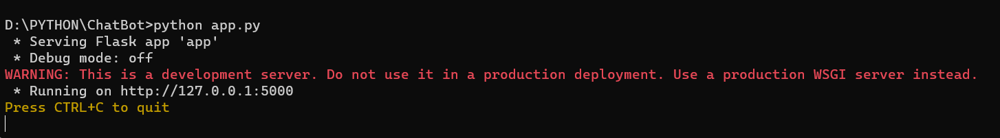 D:\PYTHON\ChatBot>python app.py
* Serving Flask app 'app'
* Debug mode: off
WARNING: This is a development server. Do not use it in a production deployment. Use a production WSGI server instead.
* Running on http://127.0.0.1:5000
Press CTRL+C to quit